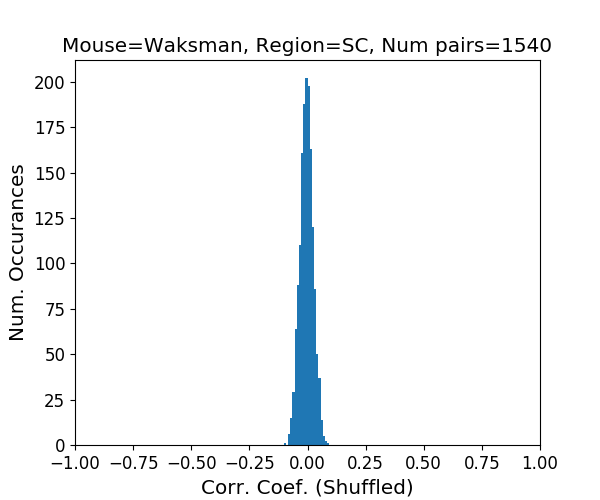 Mouse=Waksman, Region=SC, Num pairs=1540
Num. Occurances
200
175
150
125
100
75
50
25
0
−1.00 −0.75 −0.50 −0.25 0.00 0.25 0.50 0.75 1.00
Corr. Coef. (Shuffled)